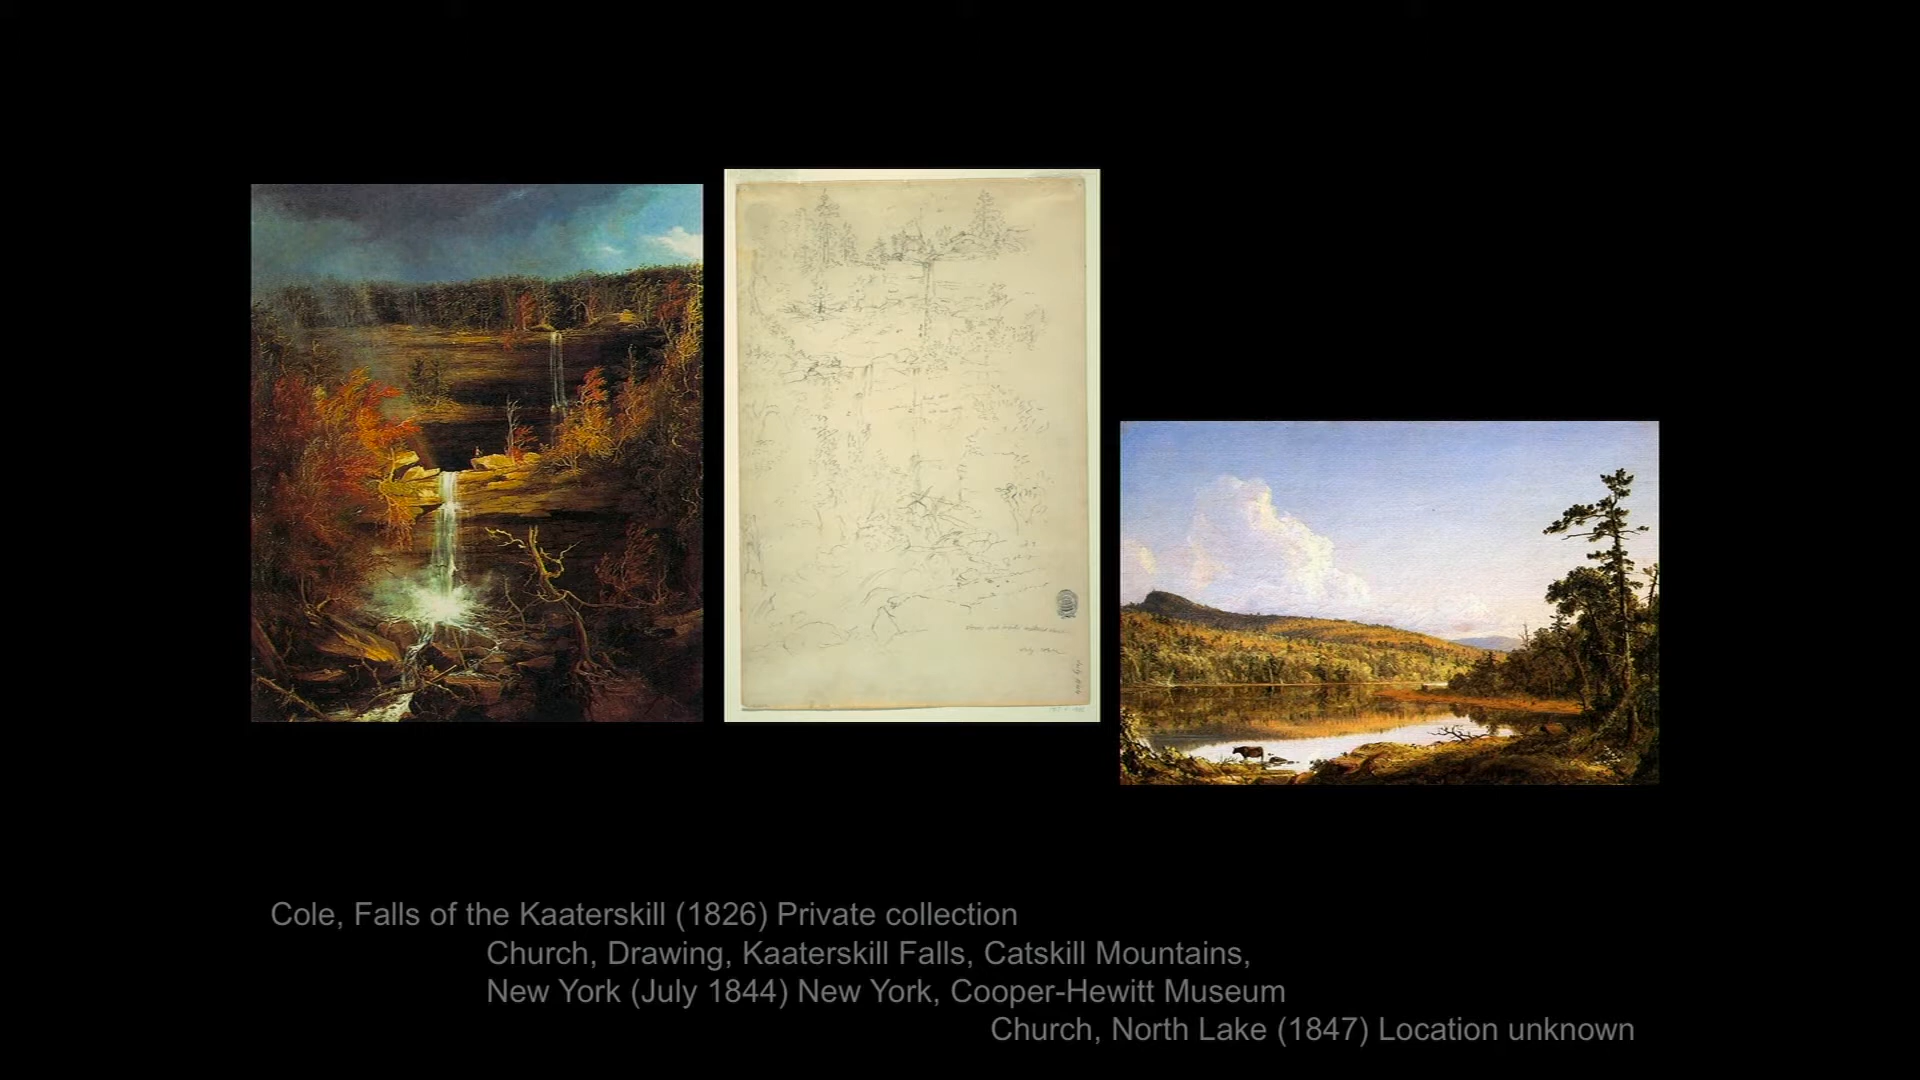 Cole, Falls of the Kaaterskill (1826) Private collection
Church, Drawing, Kaaterskill Falls, Catskill Mountains,
New York (July 1844) New York, Cooper-Hewitt Museum
Church, North Lake (1847) Location unknown